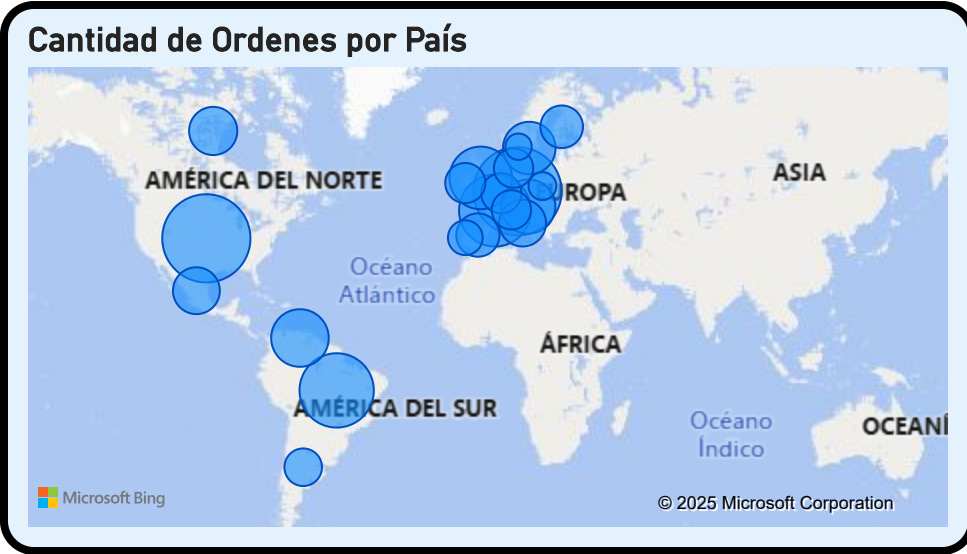 Cantidad de Ordenes por País
AMÉRICA DEL NORTE
EUROPA
ASIA
Océano
Atlántico
ÁFRICA
AMÉRICA DEL SUR
Océano
Índico
OCEANÍ
Microsoft Bing
© 2025 Microsoft Corporation